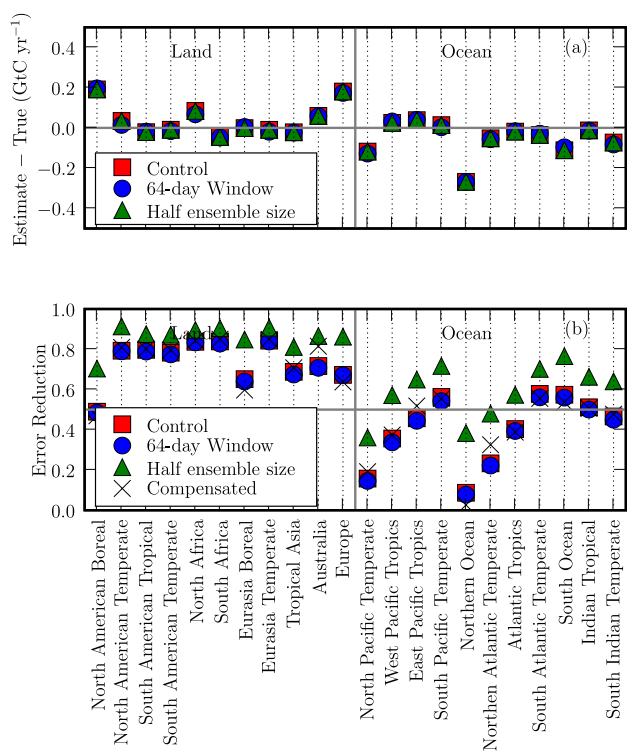 Estimate − True (GtC yr⁻¹)
0.4
0.2
0.0
−0.2
−0.4
Land
Ocean
(a)
Control
64-day Window
Half ensemble size
Error Reduction
1.0
0.8
0.6
0.4
0.2
0.0
Land
Ocean
(b)
Control
64-day Window
Half ensemble size
Compensated
North American Boreal
North American Temperate
South American Tropical
South American Temperate
North Africa
South Africa
Eurasia Boreal
Eurasia Temperate
Tropical Asia
Australia
Europe
North Pacific Temperate
West Pacific Tropics
East Pacific Tropics
South Pacific Temperate
Northern Ocean
Northen Atlantic Temperate
Atlantic Tropics
South Atlantic Temperate
South Ocean
Indian Tropical
South Indian Temperate